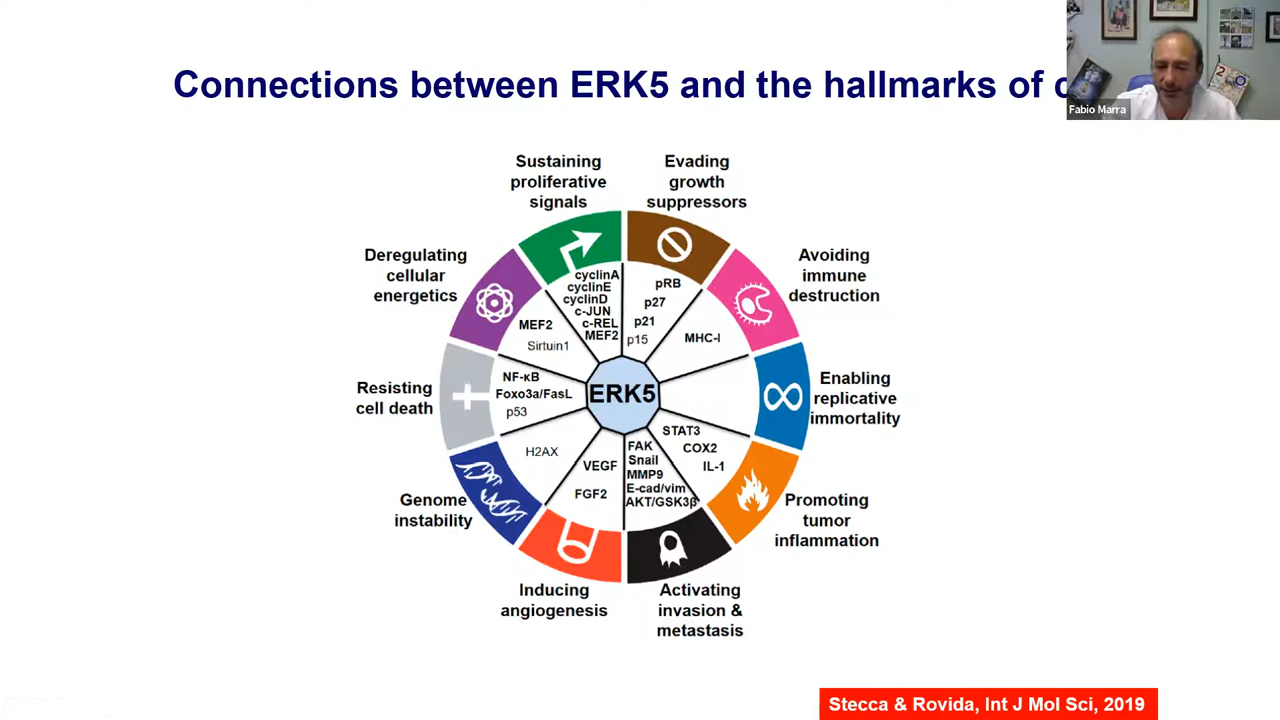 Connections between ERK5 and the hallmarks of c
Fabio Marra
Sustaining
proliferative
signals
Evading
growth
suppressors
Deregulating
cellular
energetics
Avoiding
immune
destruction
cyclinA
cyclinE
cyclinD
c-JUN
c-REL
MEF2
pRB
p27
p21
p15
MEF2
Sirtuin1
MHC-I
Resisting
cell death
NF-κB
Foxo3a/FasL
p53
ERK5
Enabling
replicative
immortality
H2AX
VEGF
FGF2
FAK
Snail
MMP9
E-cad/vim
AKT/GSK3β
STAT3
COX2
IL-1
Genome
instability
Promoting
tumor
inflammation
Inducing
angiogenesis
Activating
invasion &
metastasis
Stecca & Rovida, Int J Mol Sci, 2019